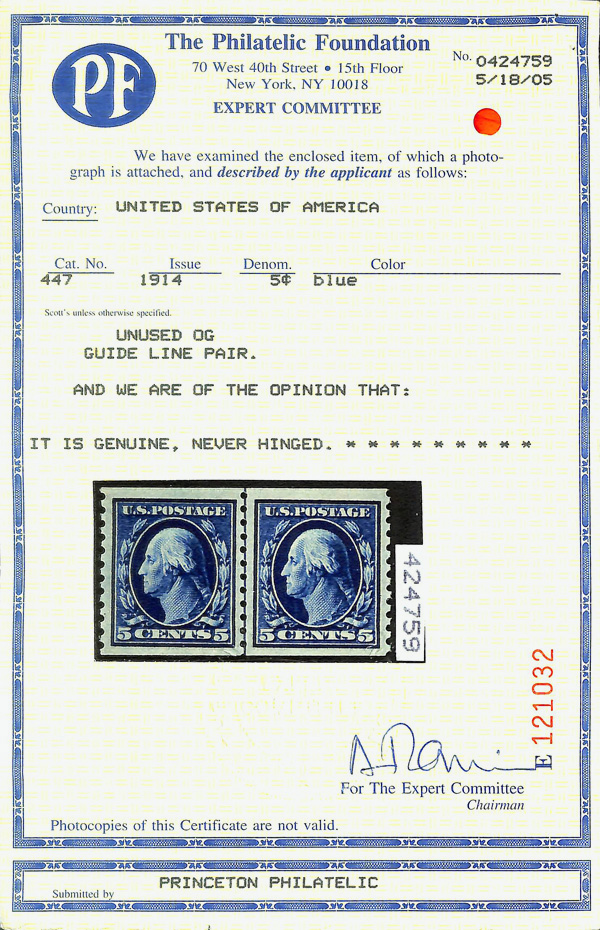 PF
The Philatelic Foundation
70 West 40th Street • 15th Floor
New York, NY 10018
EXPERT COMMITTEE
No. 0424759
5/18/05
We have examined the enclosed item, of which a photo-
graph is attached, and described by the applicant as follows:
Country: UNITED STATES OF AMERICA
Cat. No. Issue Denom. Color
447 1914 5¢ blue
Scott's unless otherwise specified.
UNUSED OG
GUIDE LINE PAIR.
AND WE ARE OF THE OPINION THAT:
IT IS GENUINE, NEVER HINGED. * * * * * * * * *
U.S. POSTAGE U.S. POSTAGE
5 CENTS 5 5 CENTS 5
424759
E 121032
For The Expert Committee
Chairman
Photocopies of this Certificate are not valid.
PRINCETON PHILATELIC
Submitted by